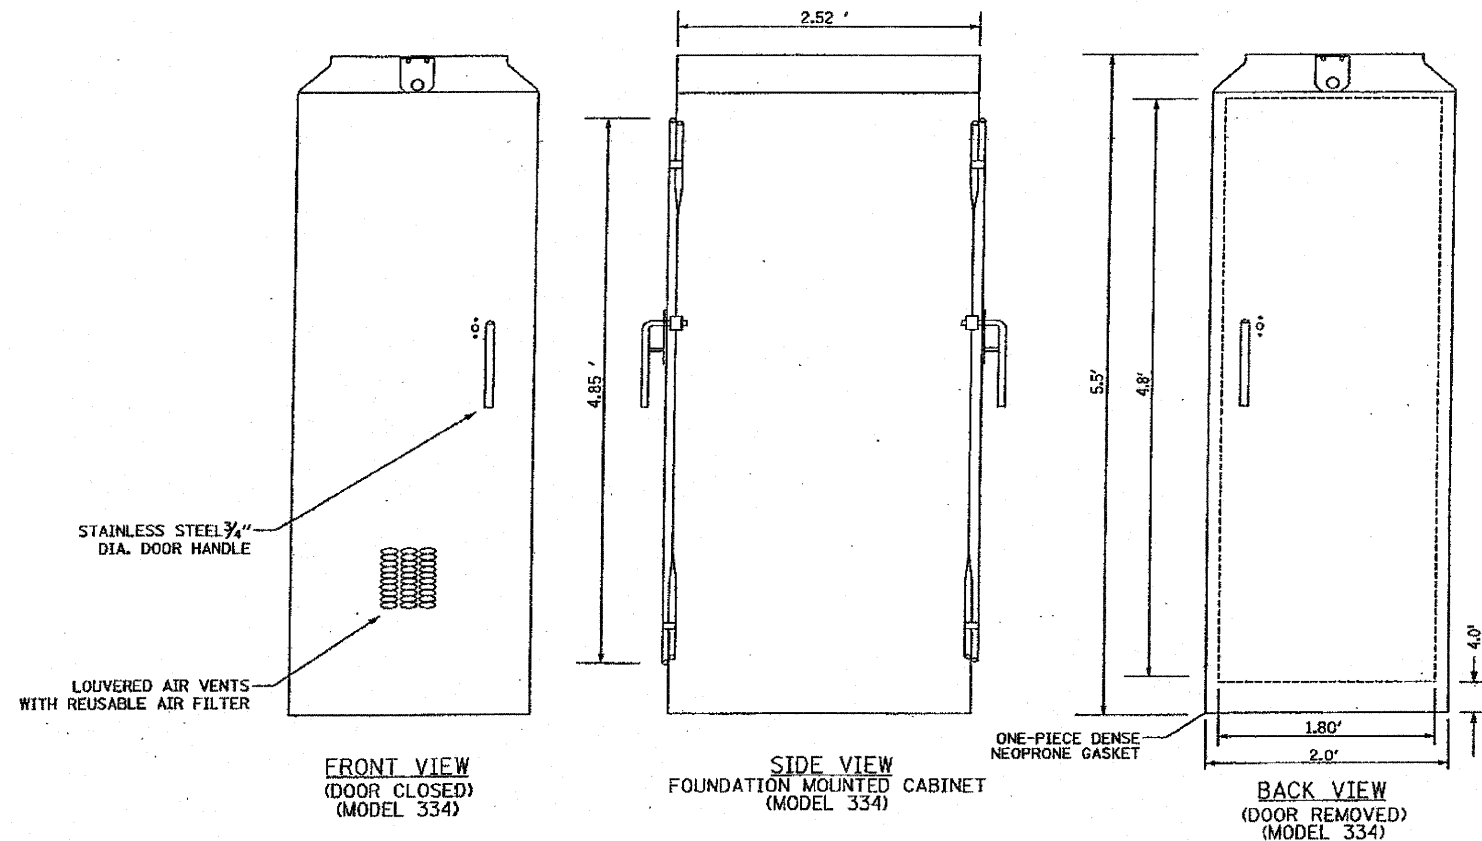 2.52 '
4.85 '
5.5'
4.8'
4.0'
STAINLESS STEEL 3/4"
DIA. DOOR HANDLE
LOUVERED AIR VENTS
WITH REUSABLE AIR FILTER
ONE-PIECE DENSE
NEOPRONE GASKET
1.80'
2.0'
FRONT VIEW
(DOOR CLOSED)
(MODEL 334)
SIDE VIEW
FOUNDATION MOUNTED CABINET
(MODEL 334)
BACK VIEW
(DOOR REMOVED)
(MODEL 334)